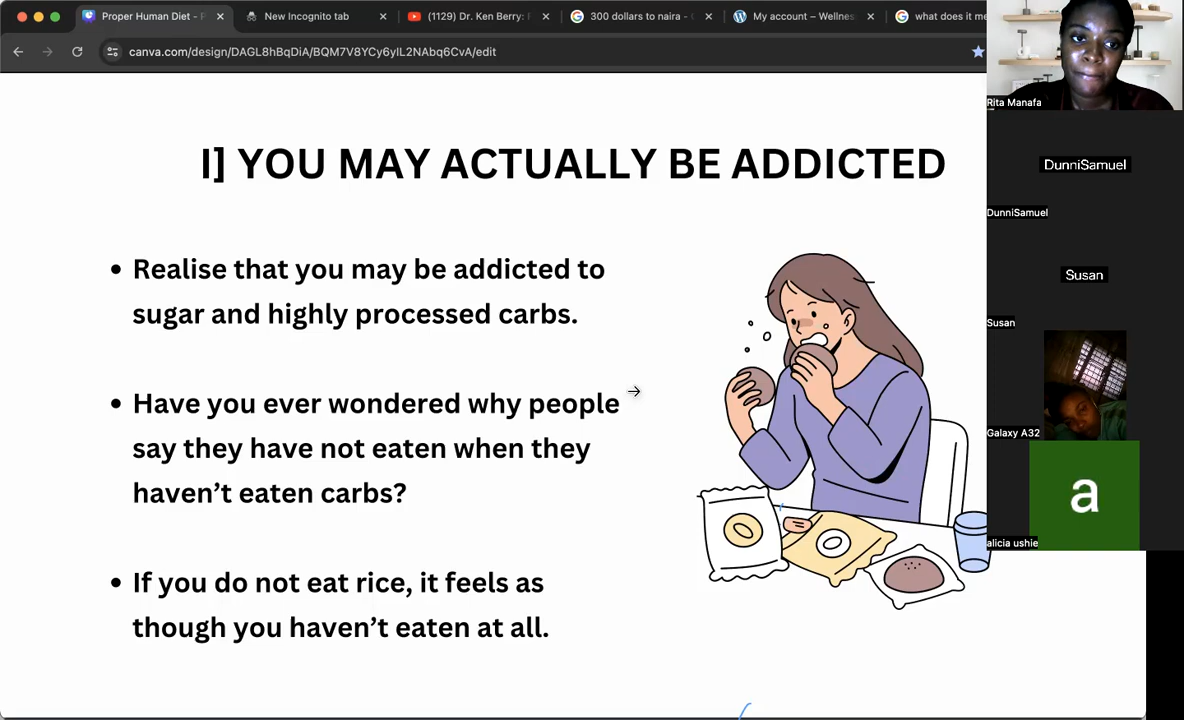 Proper Human Diet - P
New Incognito tab
(1129) Dr. Ken Berry:
300 dollars to naira -
My account – Wellnes
what does it me
canva.com/design/DAGL8hBqDiA/BQM7V8YCy6ylL2NAbq6CvA/edit
Rita Manafa
I] YOU MAY ACTUALLY BE ADDICTED
DunniSamuel
DunniSamuel
Realise that you may be addicted to
sugar and highly processed carbs.
Susan
Susan
Have you ever wondered why people
say they have not eaten when they
haven't eaten carbs?
Galaxy A32
a
alicia ushie
If you do not eat rice, it feels as
though you haven't eaten at all.